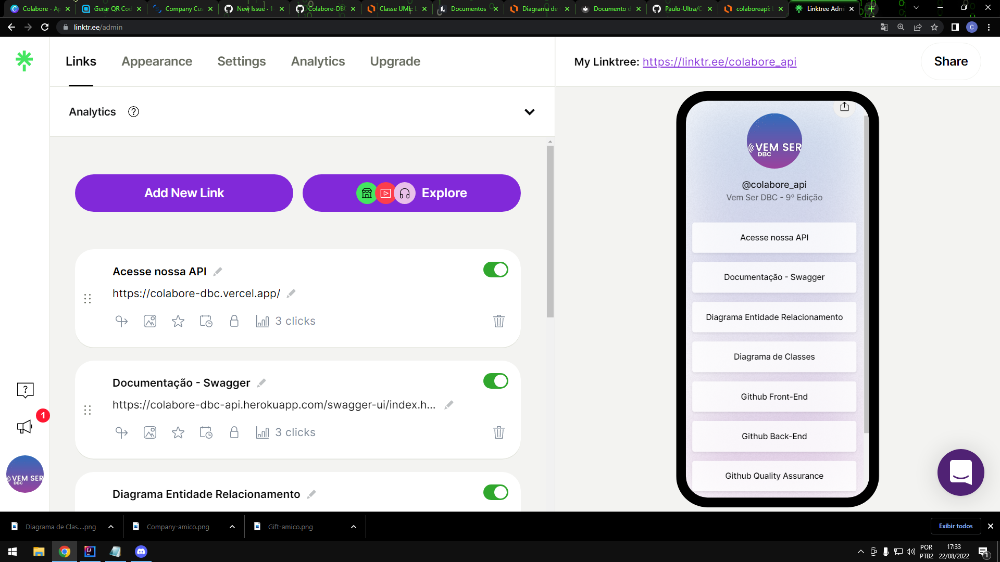 Colabore - Ap
Gerar QR Cod
Company Cus
New Issue · 1
Colabore-DB
Classe UML:
Documentos
Diagrama de
Documento d
Paulo-Ultra/C
colaboreapi:
Linktree Adm
linktr.ee/admin
C
Links
Appearance
Settings
Analytics
Upgrade
My Linktree: https://linktr.ee/colabore_api
Share
Analytics
?
Add New Link
Explore
Acesse nossa API
https://colabore-dbc.vercel.app/
3 clicks
Documentação - Swagger
https://colabore-dbc-api.herokuapp.com/swagger-ui/index.h...
3 clicks
Diagrama Entidade Relacionamento
?
1
VEM SER
DBC
VEM SER
DBC
@colabore_api
Vem Ser DBC - 9º Edição
Acesse nossa API
Documentação - Swagger
Diagrama Entidade Relacionamento
Diagrama de Classes
Github Front-End
Github Back-End
Github Quality Assurance
Diagrama de Clas....png
Company-amico.png
Gift-amico.png
Exibir todos
IJ
POR
PTB2
17:33
22/08/2022
1